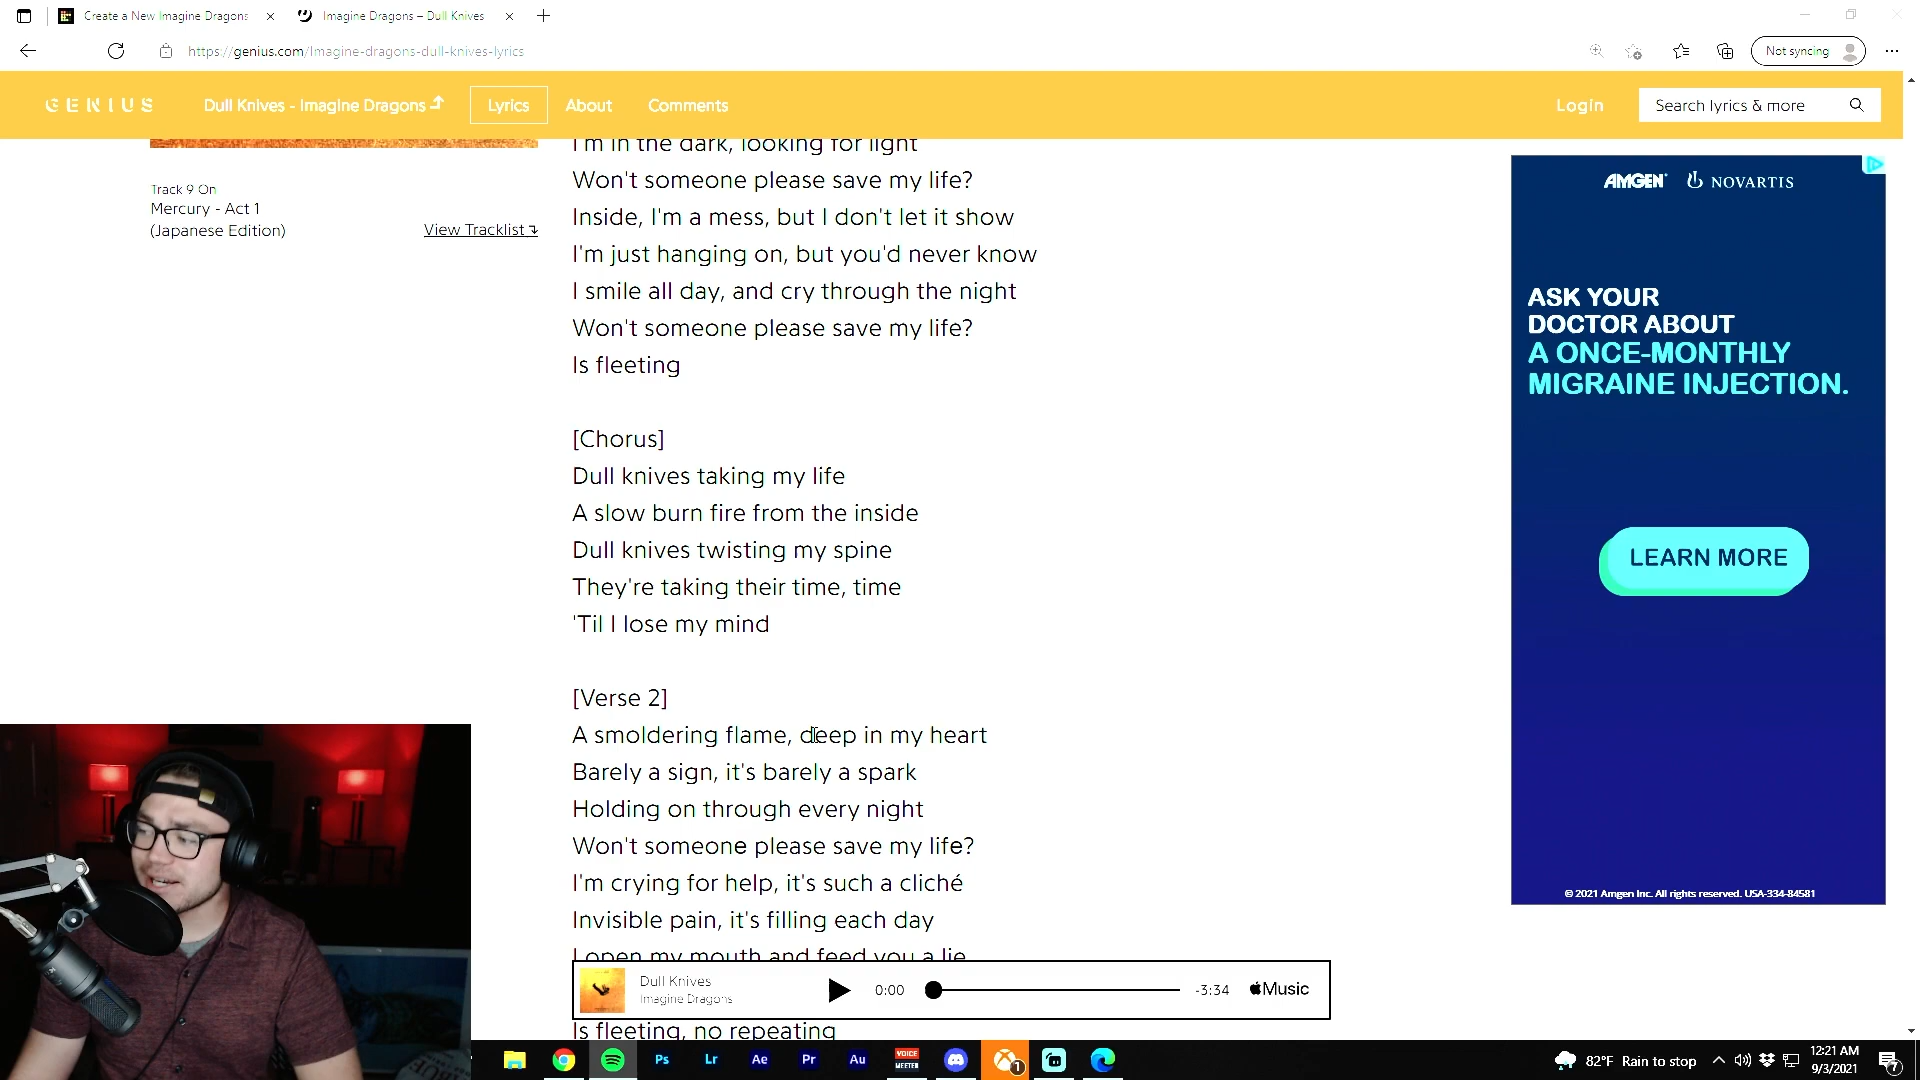 Create a New Imagine Dragons
Imagine Dragons – Dull Knives
https://genius.com/Imagine-dragons-dull-knives-lyrics
Not syncing
GENIUS
Dull Knives - Imagine Dragons
Lyrics
About
Comments
Login
Search lyrics & more
I'm in the dark, looking for light
Won't someone please save my life?
Inside, I'm a mess, but I don't let it show
I'm just hanging on, but you'd never know
I smile all day, and cry through the night
Won't someone please save my life?
Is fleeting
[Chorus]
Dull knives taking my life
A slow burn fire from the inside
Dull knives twisting my spine
They're taking their time, time
'Til I lose my mind
[Verse 2]
A smoldering flame, deep in my heart
Barely a sign, it's barely a spark
Holding on through every night
Won't someone please save my life?
I'm crying for help, it's such a cliché
Invisible pain, it's filling each day
I open my mouth and feed you a lie
Is fleeting, no repeating
Track 9 On
Mercury - Act 1
(Japanese Edition)
View Tracklist
AMGEN
NOVARTIS
ASK YOUR
DOCTOR ABOUT
A ONCE-MONTHLY
MIGRAINE INJECTION.
LEARN MORE
© 2021 Amgen Inc. All rights reserved. USA-334-84581
Dull Knives
Imagine Dragons
0:00
-3:34
Music
Ps
Lr
Ae
Pr
Au
VOICE
MEETER
1
82°F Rain to stop
12:21 AM
9/3/2021
7